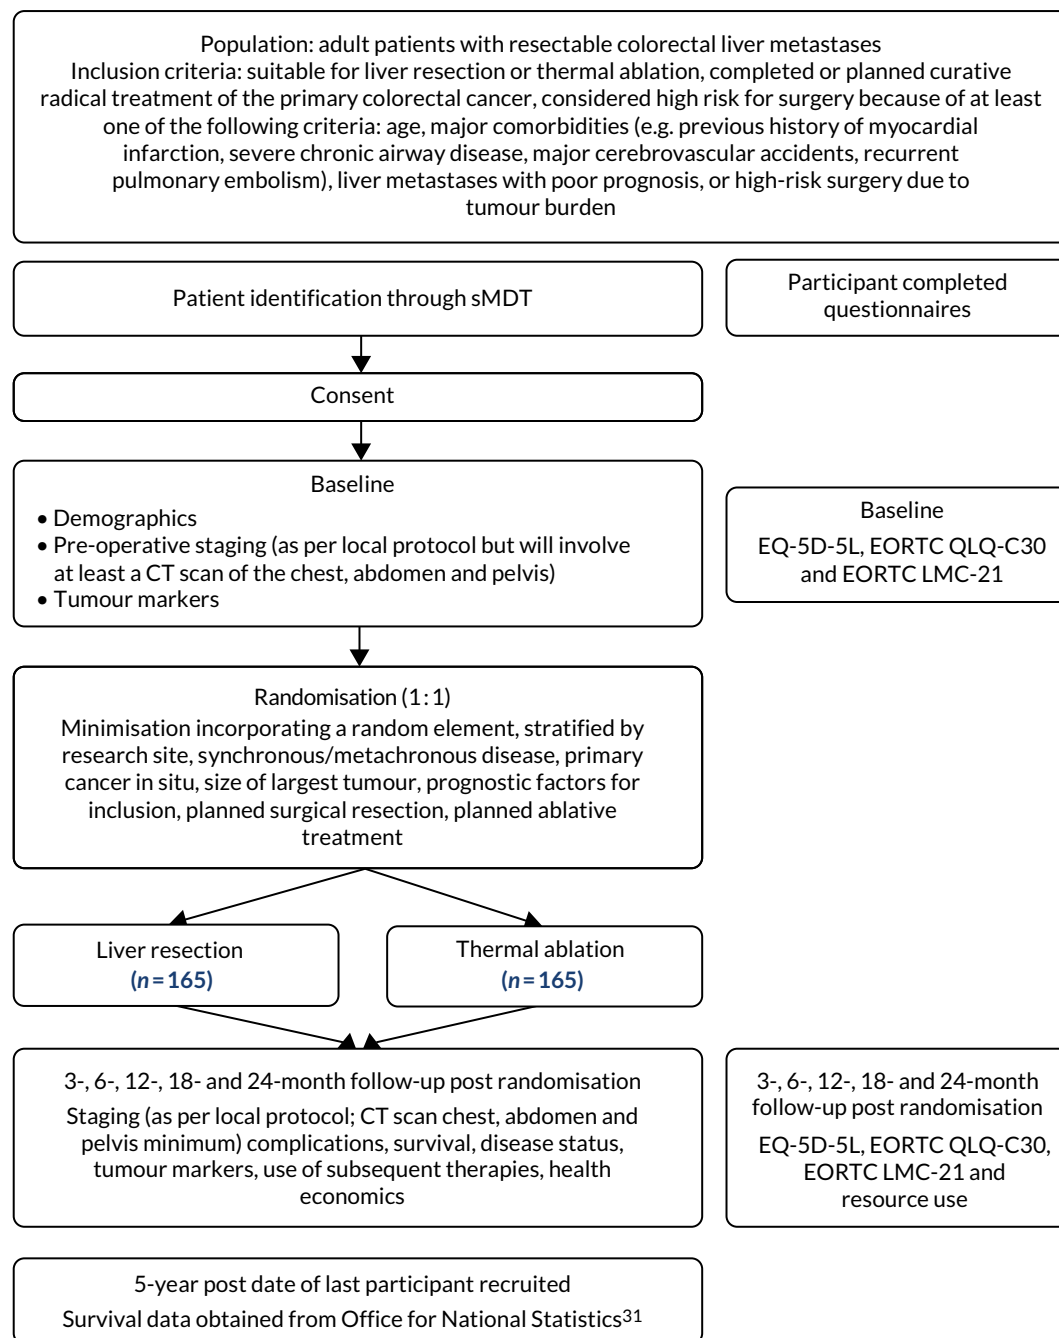 Population: adult patients with resectable colorectal liver metastases
Inclusion criteria: suitable for liver resection or thermal ablation, completed or planned curative
radical treatment of the primary colorectal cancer, considered high risk for surgery because of at least
one of the following criteria: age, major comorbidities (e.g. previous history of myocardial
infarction, severe chronic airway disease, major cerebrovascular accidents, recurrent
pulmonary embolism), liver metastases with poor prognosis, or high-risk surgery due to
tumour burden
Patient identification through sMDT
Participant completed
questionnaires
Consent
Baseline
• Demographics
• Pre-operative staging (as per local protocol but will involve
at least a CT scan of the chest, abdomen and pelvis)
• Tumour markers
Baseline
EQ-5D-5L, EORTC QLQ-C30
and EORTC LMC-21
Randomisation (1:1)
Minimisation incorporating a random element, stratified by
research site, synchronous/metachronous disease, primary
cancer in situ, size of largest tumour, prognostic factors for
inclusion, planned surgical resection, planned ablative
treatment
Liver resection
(n=165)
Thermal ablation
(n=165)
3-, 6-, 12-, 18- and 24-month follow-up post randomisation
Staging (as per local protocol; CT scan chest, abdomen and
pelvis minimum) complications, survival, disease status,
tumour markers, use of subsequent therapies, health
economics
3-, 6-, 12-, 18- and 24-month
follow-up post randomisation
EQ-5D-5L, EORTC QLQ-C30,
EORTC LMC-21 and
resource use
5-year post date of last participant recruited
Survival data obtained from Office for National Statistics31